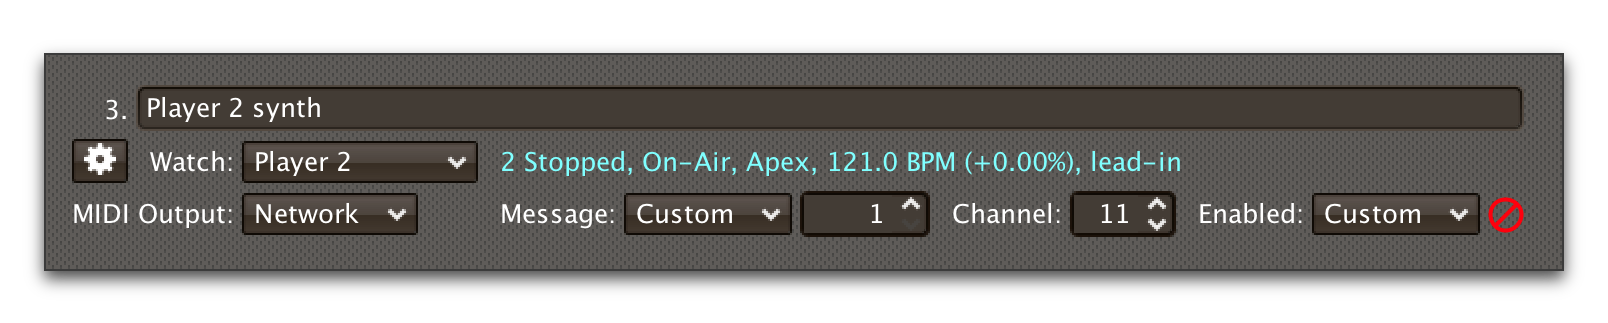 3. Player 2 synth
Watch: Player 2 2 Stopped, On-Air, Apex, 121.0 BPM (+0.00%), lead-in
MIDI Output: Network Message: Custom 1 Channel: 11 Enabled: Custom